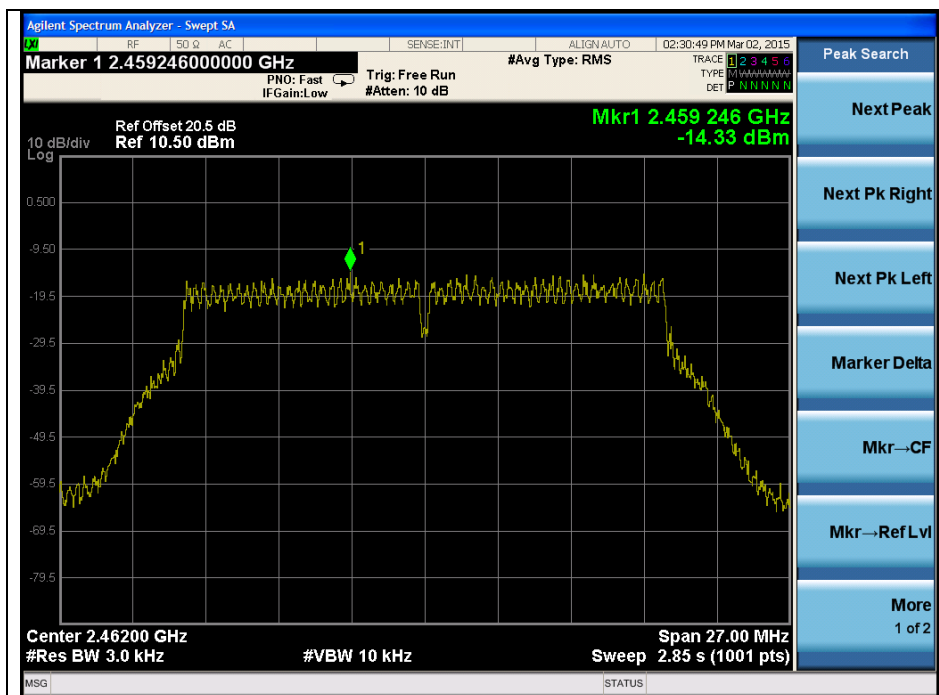 Agilent Spectrum Analyzer - Swept SA
LXI RF 50 Ω AC SENSE:INT ALIGN AUTO 02:30:49 PM Mar 02, 2015
Marker 1 2.459246000000 GHz
PNO: Fast
IFGain:Low
Trig: Free Run
#Atten: 10 dB
#Avg Type: RMS
TRACE 1 2 3 4 5 6
TYPE M
DET P N N N N N
Mkr1 2.459 246 GHz
-14.33 dBm
Ref Offset 20.5 dB
10 dB/div Ref 10.50 dBm
Log
0.500
-9.50
-19.5
-29.5
-39.5
-49.5
-59.5
-69.5
-79.5
1
Center 2.46200 GHz Span 27.00 MHz
#Res BW 3.0 kHz #VBW 10 kHz Sweep 2.85 s (1001 pts)
MSG STATUS
Peak Search
Next Peak
Next Pk Right
Next Pk Left
Marker Delta
Mkr→CF
Mkr→Ref Lvl
More
1 of 2